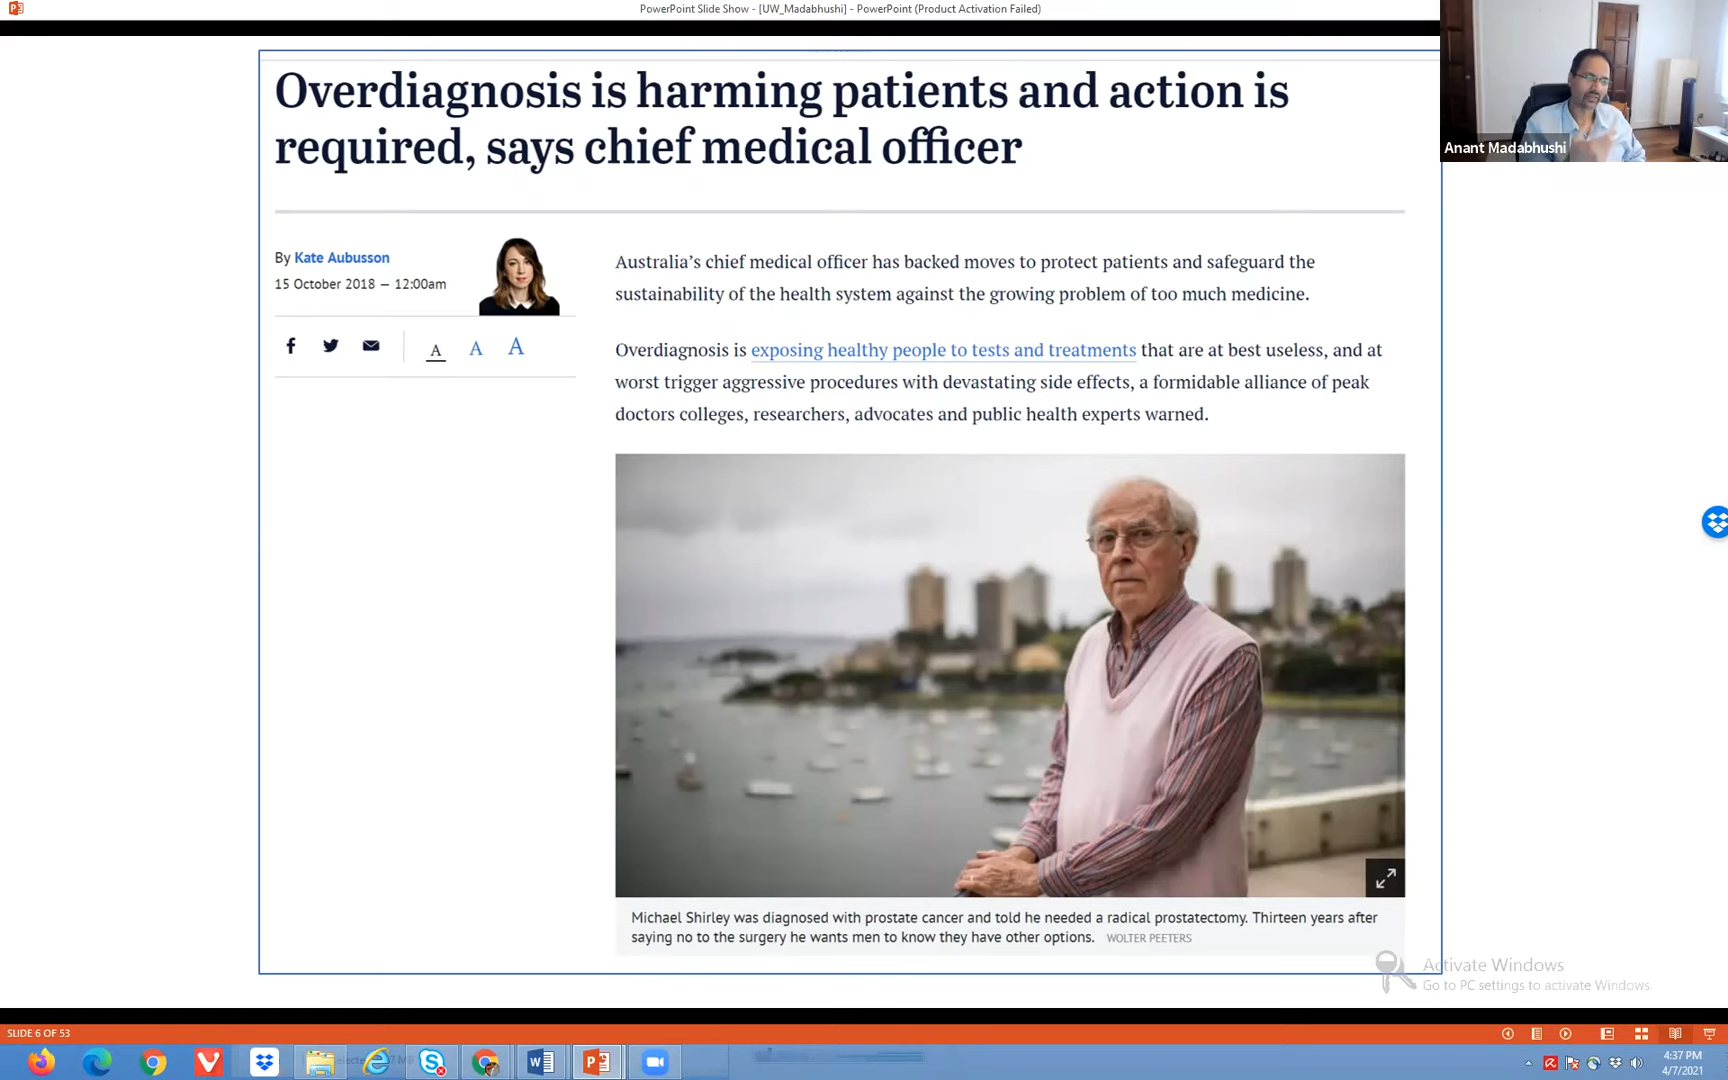 PowerPoint Slide Show - [UW_Madabhushi] - PowerPoint (Product Activation Failed)
Overdiagnosis is harming patients and action is
required, says chief medical officer
Anant Madabhushi
By Kate Aubusson
15 October 2018 — 12:00am
A A A
Australia’s chief medical officer has backed moves to protect patients and safeguard the
sustainability of the health system against the growing problem of too much medicine.
Overdiagnosis is exposing healthy people to tests and treatments that are at best useless, and at
worst trigger aggressive procedures with devastating side effects, a formidable alliance of peak
doctors colleges, researchers, advocates and public health experts warned.
Michael Shirley was diagnosed with prostate cancer and told he needed a radical prostatectomy. Thirteen years after
saying no to the surgery he wants men to know they have other options. WOLTER PEETERS
Activate Windows
Go to PC settings to activate Windows.
SLIDE 6 OF 53
4:37 PM
4/7/2021